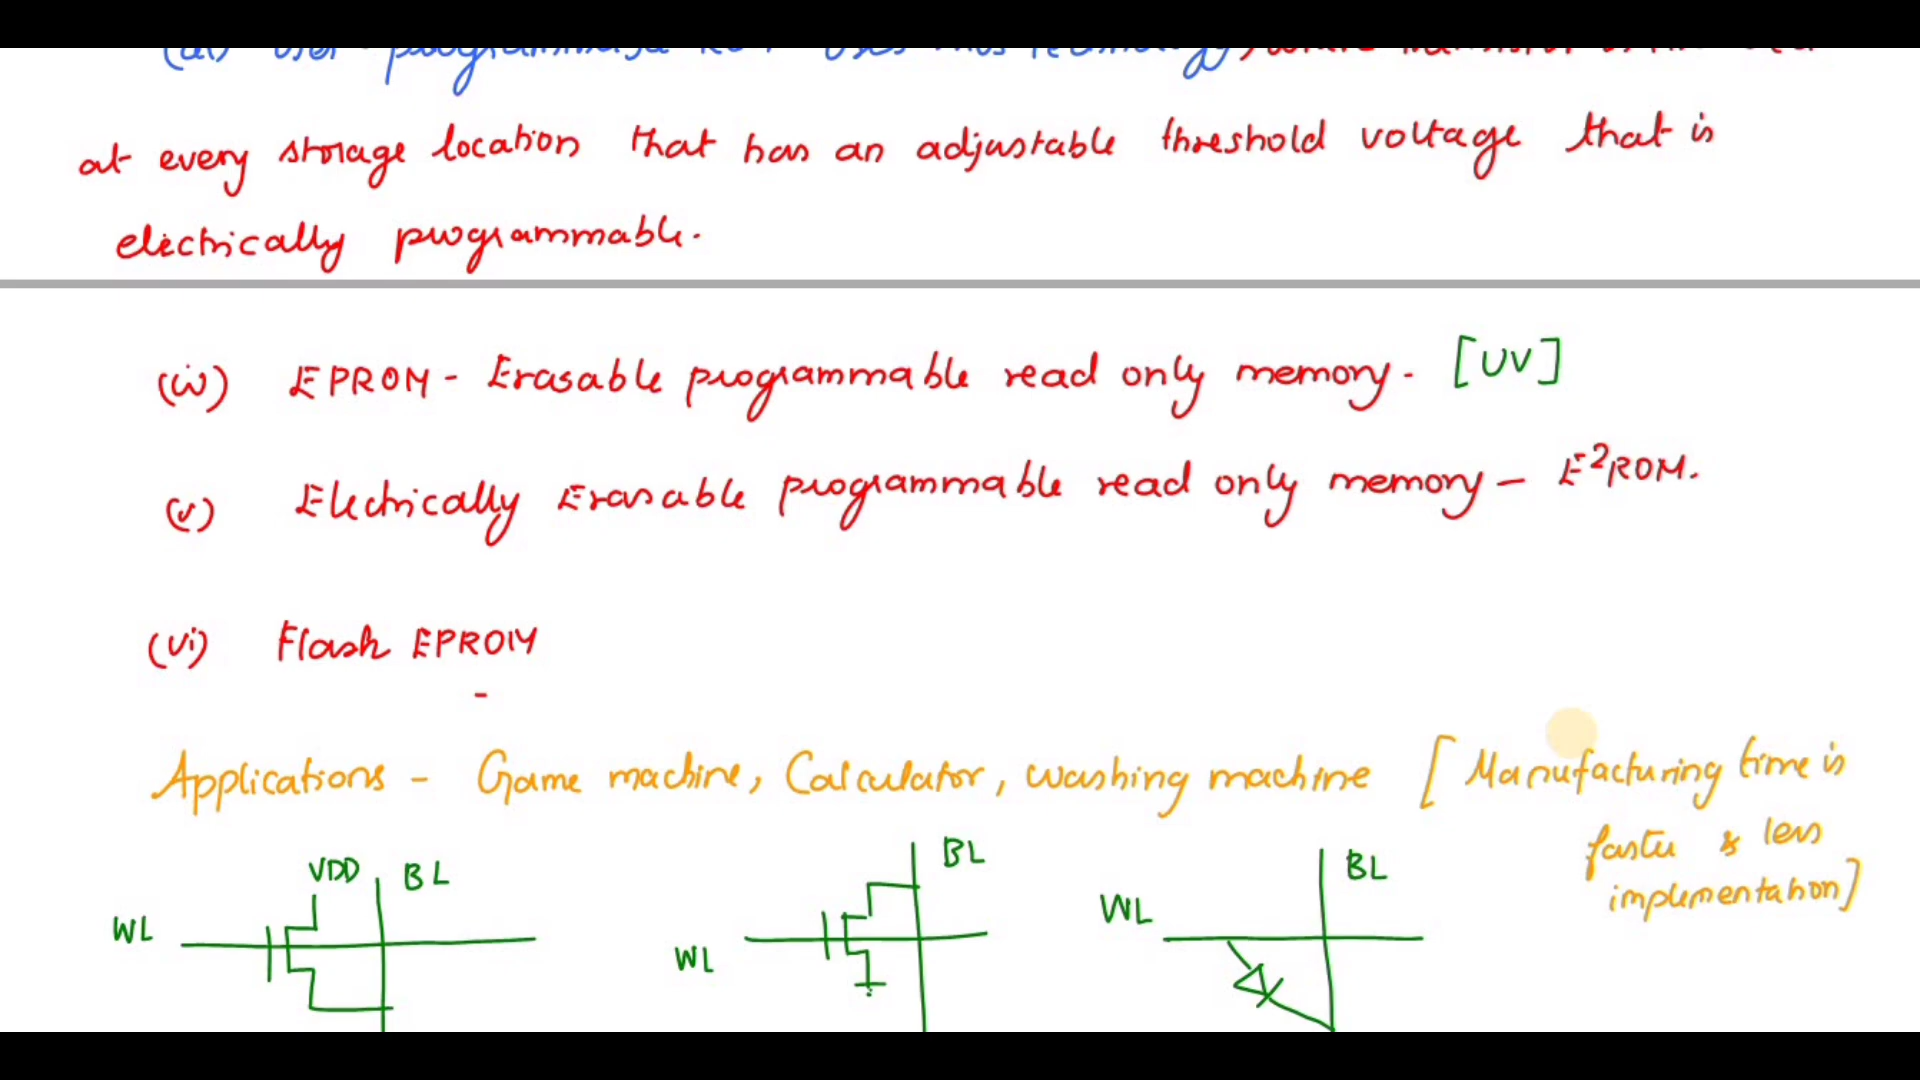 at every storage location that has an adjustable threshold voltage that is
electrically programmable.
(iv) EPROM - Erasable programmable read only memory. [UV]
(v) Electrically Erasable programmable read only memory - E²ROM.
(vi) Flash EPROM
Applications - Game machine, Calculator, washing machine [Manufacturing time is
faster & less
implementation]
VDD BL BL BL
WL WL WL